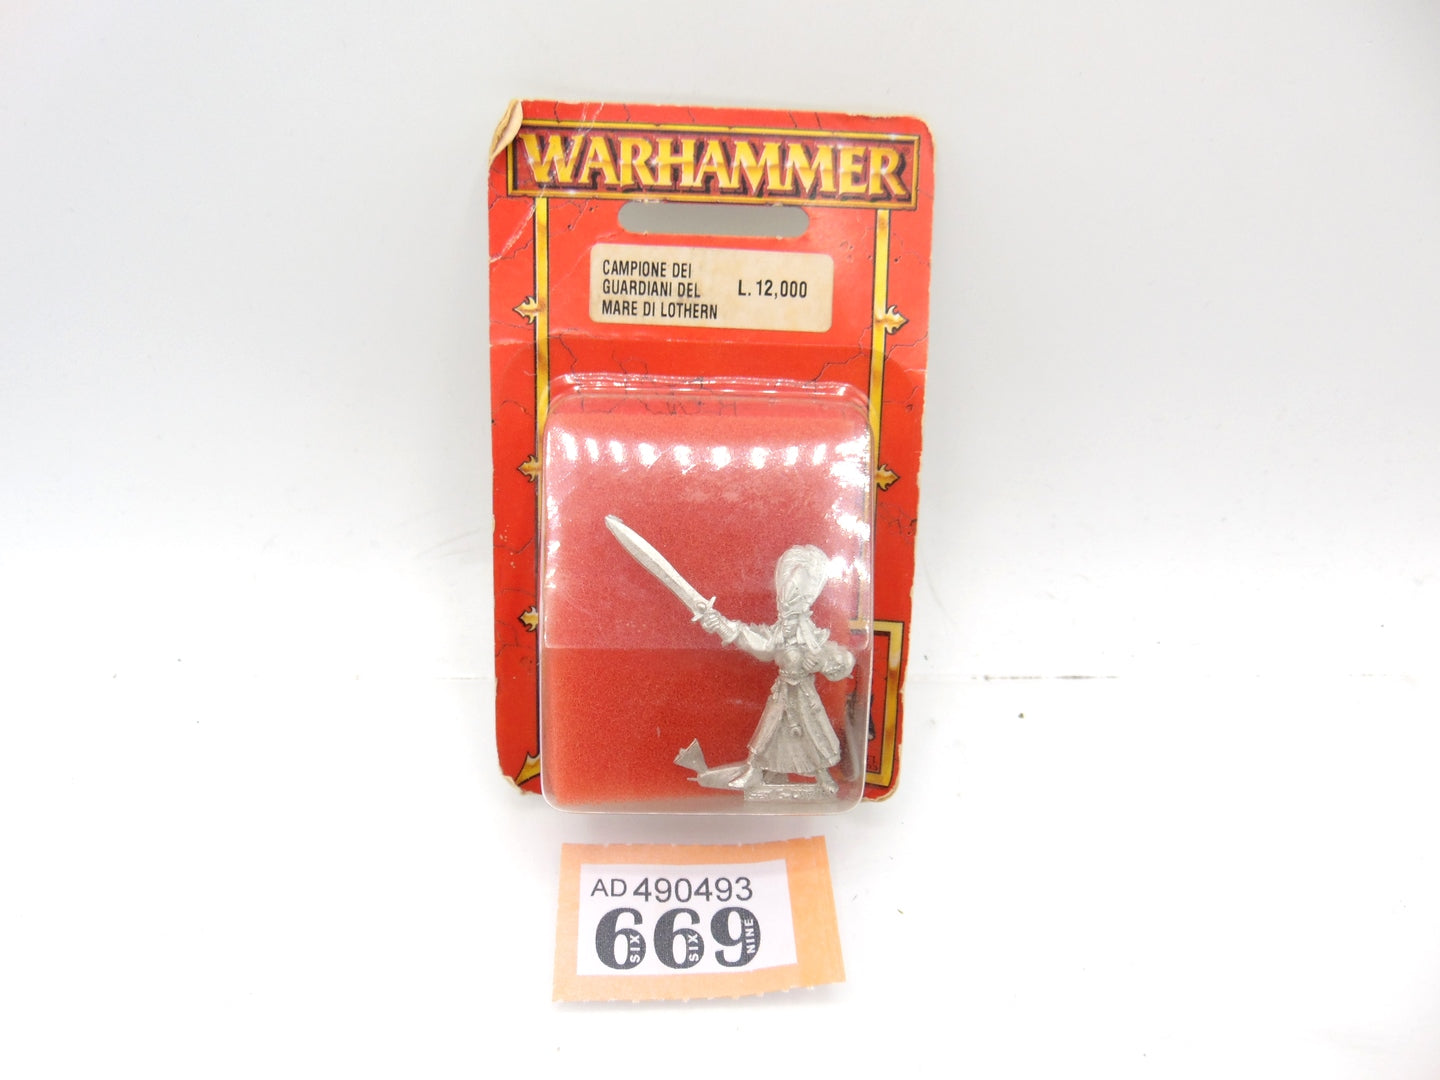 WARHAMMER
CAMPIONE DEI
GUARDIANI DEL
MARE DI LOTHERN
L. 12,000
AD 490493
669
SIX SIX NINE